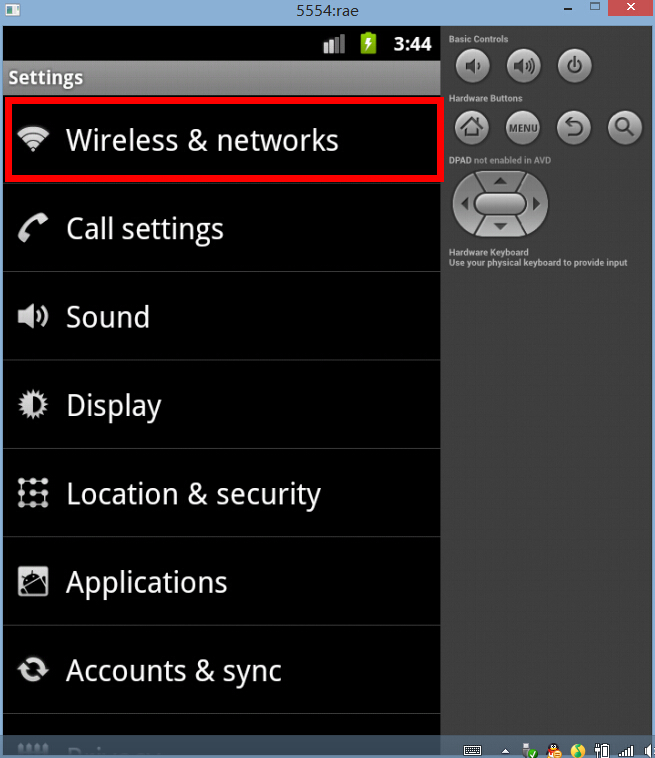 5554:rae
3:44
Settings
Wireless & networks
Call settings
Sound
Display
Location & security
Applications
Accounts & sync
Privacy
Basic Controls
Hardware Buttons
MENU
DPAD not enabled in AVD
Hardware Keyboard
Use your physical keyboard to provide input